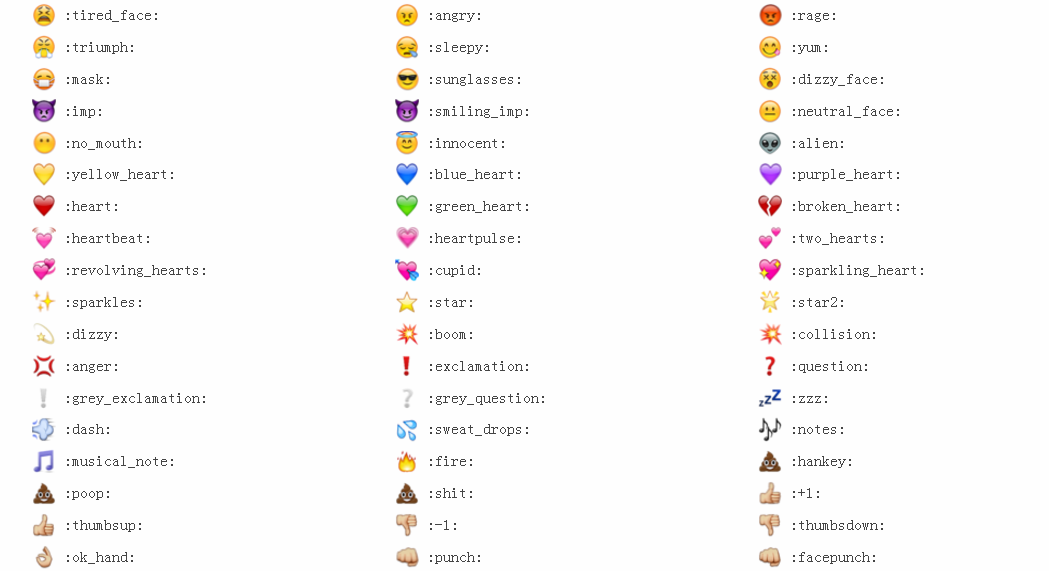 :tired_face: :angry: :rage:
:triumph: :sleepy: :yum:
:mask: :sunglasses: :dizzy_face:
:imp: :smiling_imp: :neutral_face:
:no_mouth: :innocent: :alien:
:yellow_heart: :blue_heart: :purple_heart:
:heart: :green_heart: :broken_heart:
:heartbeat: :heartpulse: :two_hearts:
:revolving_hearts: :cupid: :sparkling_heart:
:sparkles: :star: :star2:
:dizzy: :boom: :collision:
:anger: :exclamation: :question:
:grey_exclamation: :grey_question: :zzz:
:dash: :sweat_drops: :notes:
:musical_note: :fire: :hankey:
:poop: :shit: :+1:
:thumbsup: :-1: :thumbsdown:
:ok_hand: :punch: :facepunch: